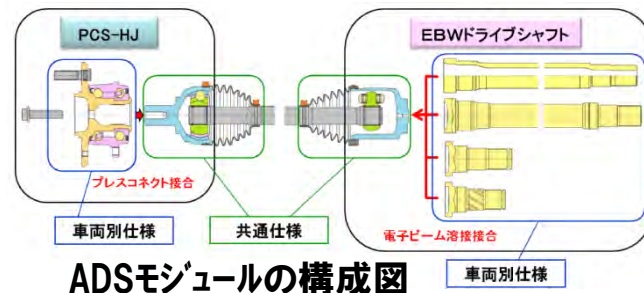 PCS-HJ
EBWドライブシャフト
プレスコネクト接合
車両別仕様
共通仕様
電子ビーム溶接接合
車両別仕様
ADSモジュールの構成図